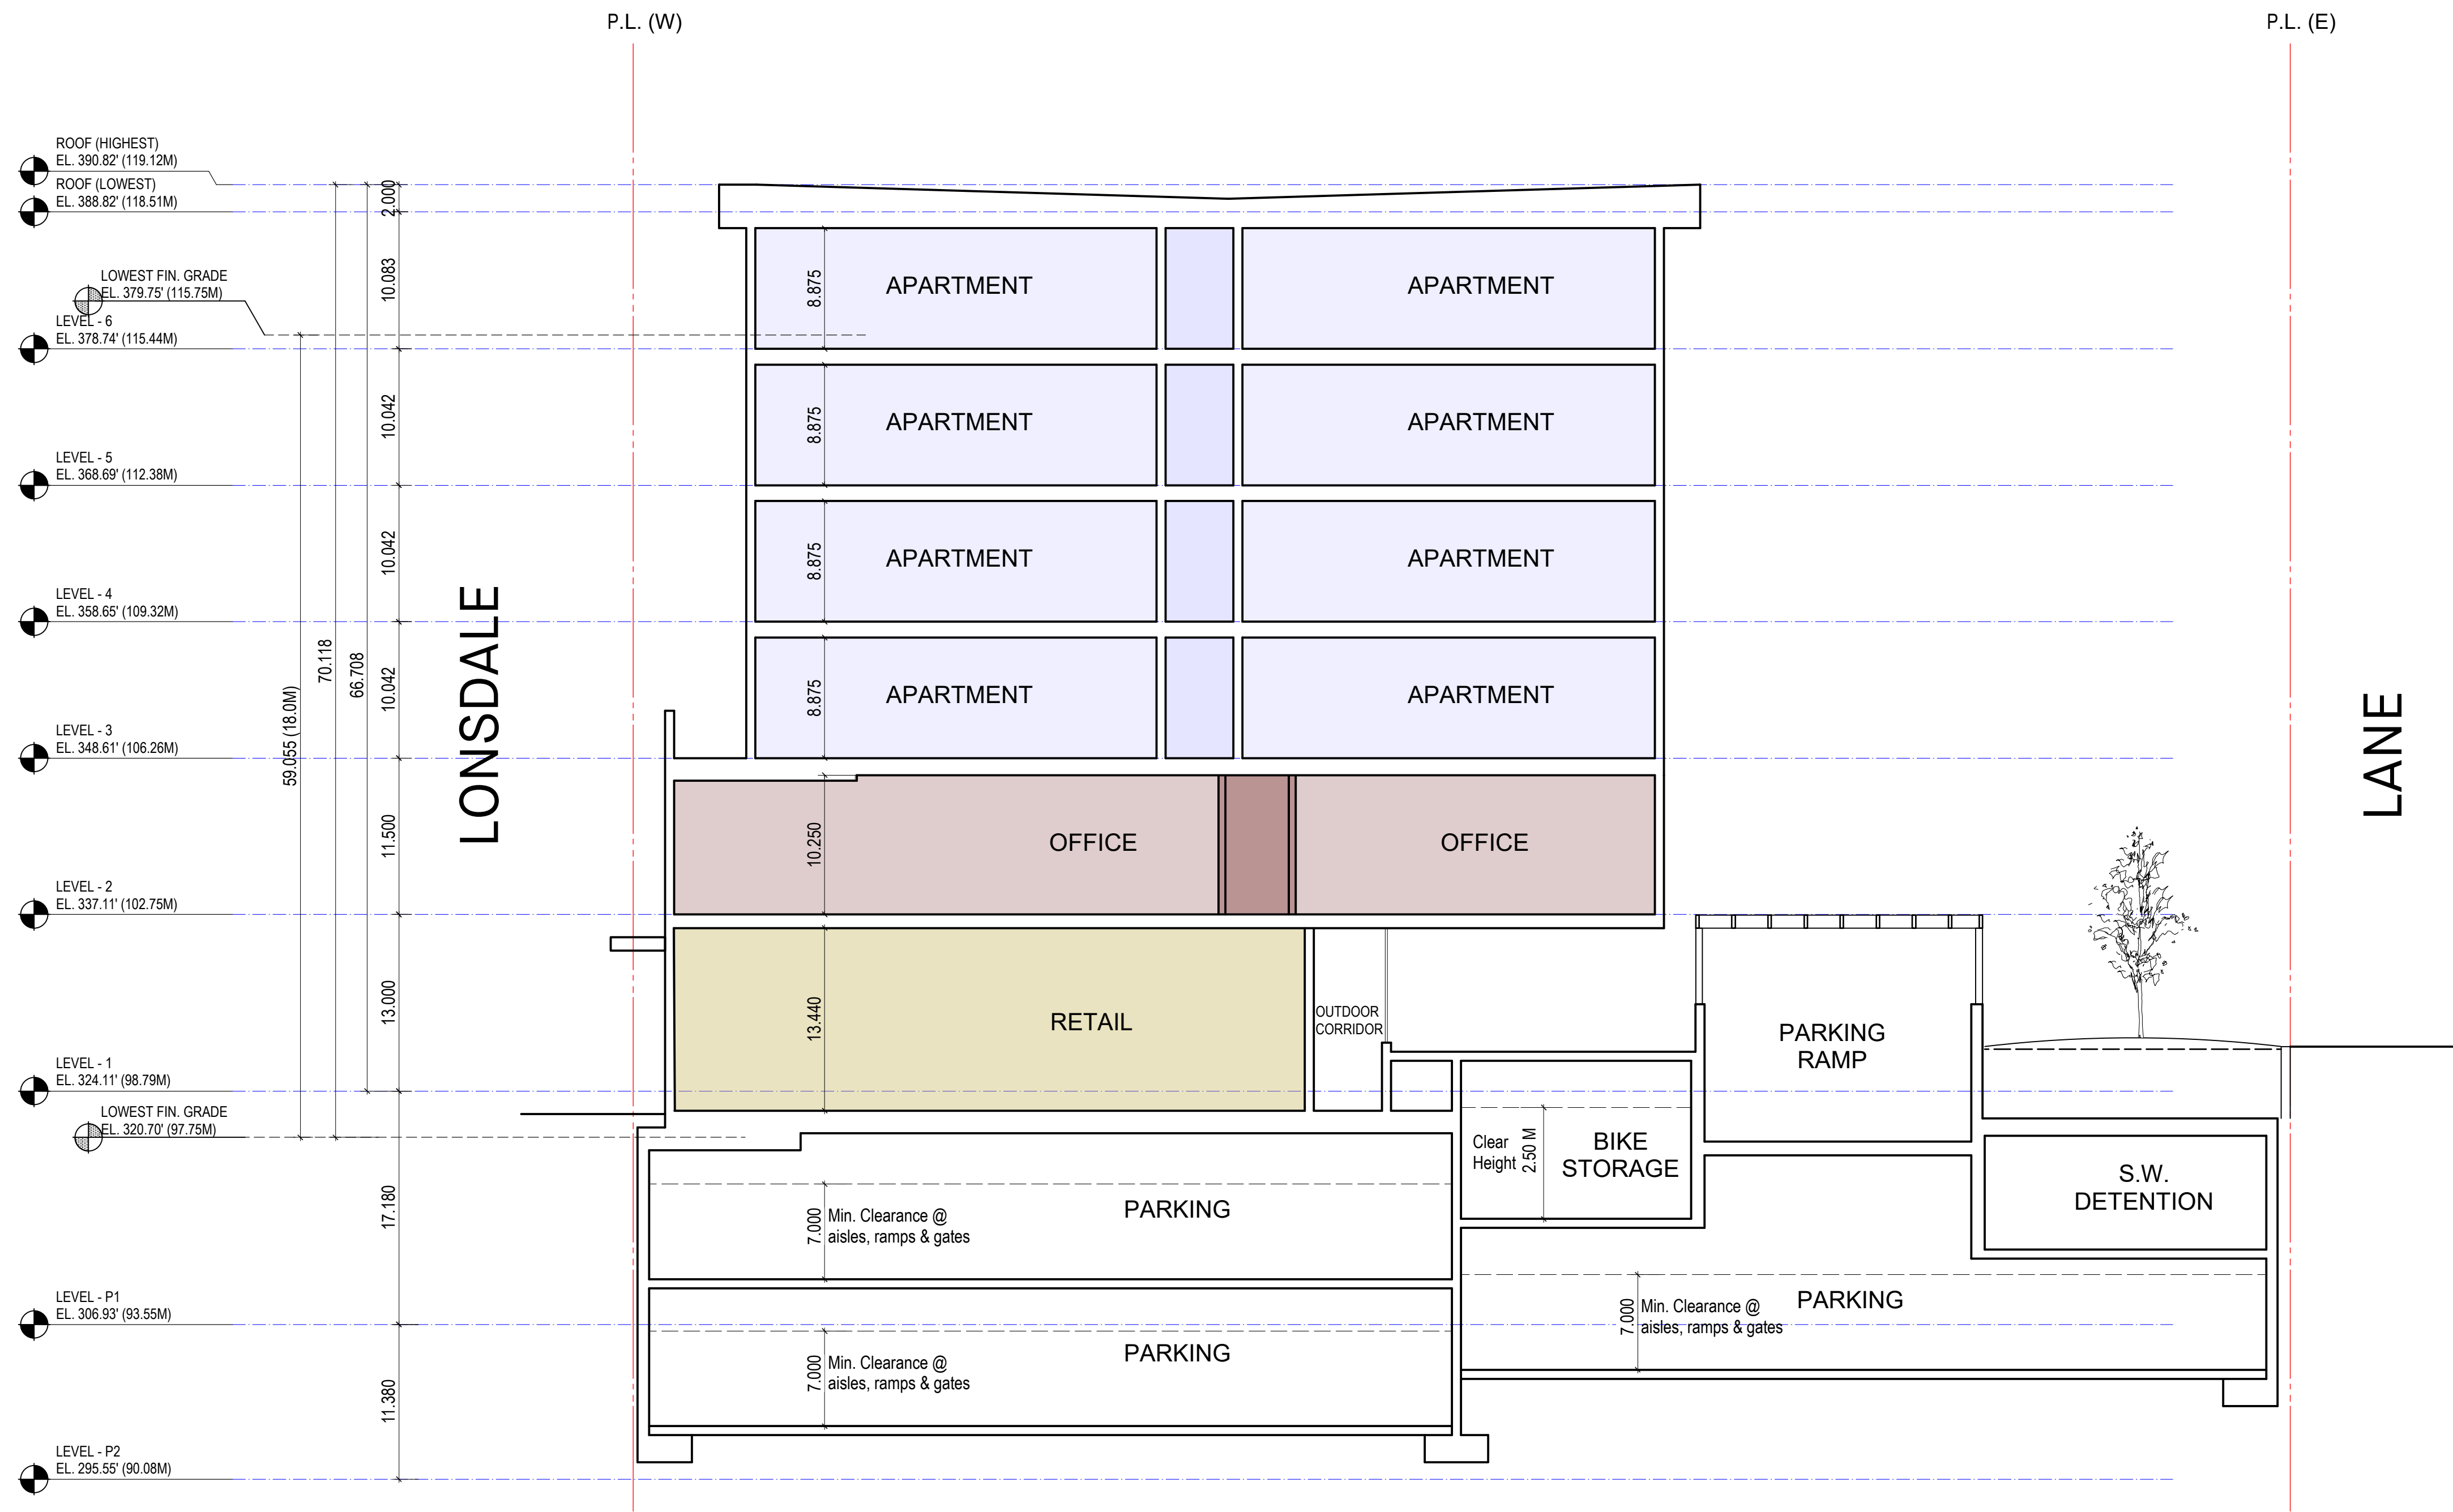 P.L. (W)
P.L. (E)
ROOF (HIGHEST)
EL. 390.82' (119.12M)
ROOF (LOWEST)
EL. 388.82' (118.51M)
2.000
LOWEST FIN. GRADE
EL. 379.75' (115.75M)
10.083
8.875
APARTMENT
APARTMENT
LEVEL - 6
EL. 378.74' (115.44M)
10.042
8.875
APARTMENT
APARTMENT
LEVEL - 5
EL. 368.69' (112.38M)
10.042
8.875
APARTMENT
APARTMENT
LEVEL - 4
EL. 358.65' (109.32M)
59.055 (18.0M)
70.118
66.708
10.042
LONSDALE
8.875
APARTMENT
APARTMENT
LANE
LEVEL - 3
EL. 348.61' (106.26M)
11.500
10.250
OFFICE
OFFICE
LEVEL - 2
EL. 337.11' (102.75M)
13.000
13.440
RETAIL
OUTDOOR
CORRIDOR
PARKING
RAMP
LEVEL - 1
EL. 324.11' (98.79M)
LOWEST FIN. GRADE
EL. 320.70' (97.75M)
Clear
Height
2.50 M
BIKE
STORAGE
S.W.
DETENTION
17.180
7.000
Min. Clearance @
aisles, ramps & gates
PARKING
LEVEL - P1
EL. 306.93' (93.55M)
7.000
Min. Clearance @
aisles, ramps & gates
PARKING
11.380
7.000
Min. Clearance @
aisles, ramps & gates
PARKING
LEVEL - P2
EL. 295.55' (90.08M)